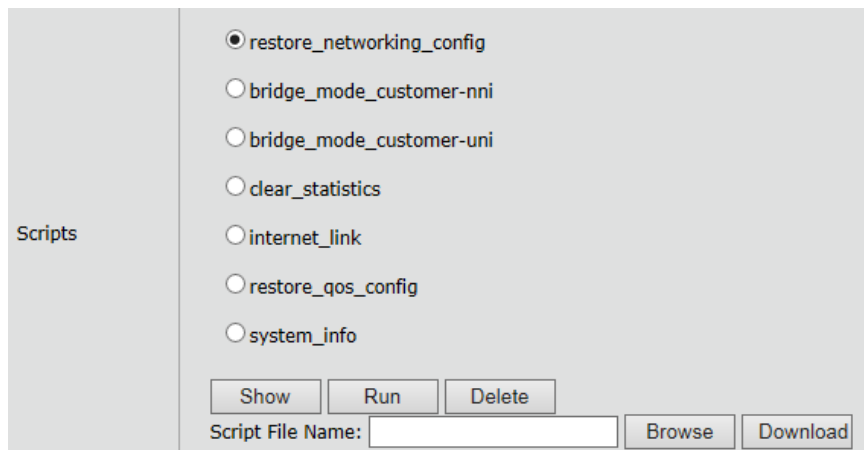 restore_networking_config
bridge_mode_customer-nni
bridge_mode_customer-uni
clear_statistics
Scripts
internet_link
restore_qos_config
system_info
Show Run Delete
Script File Name: Browse Download